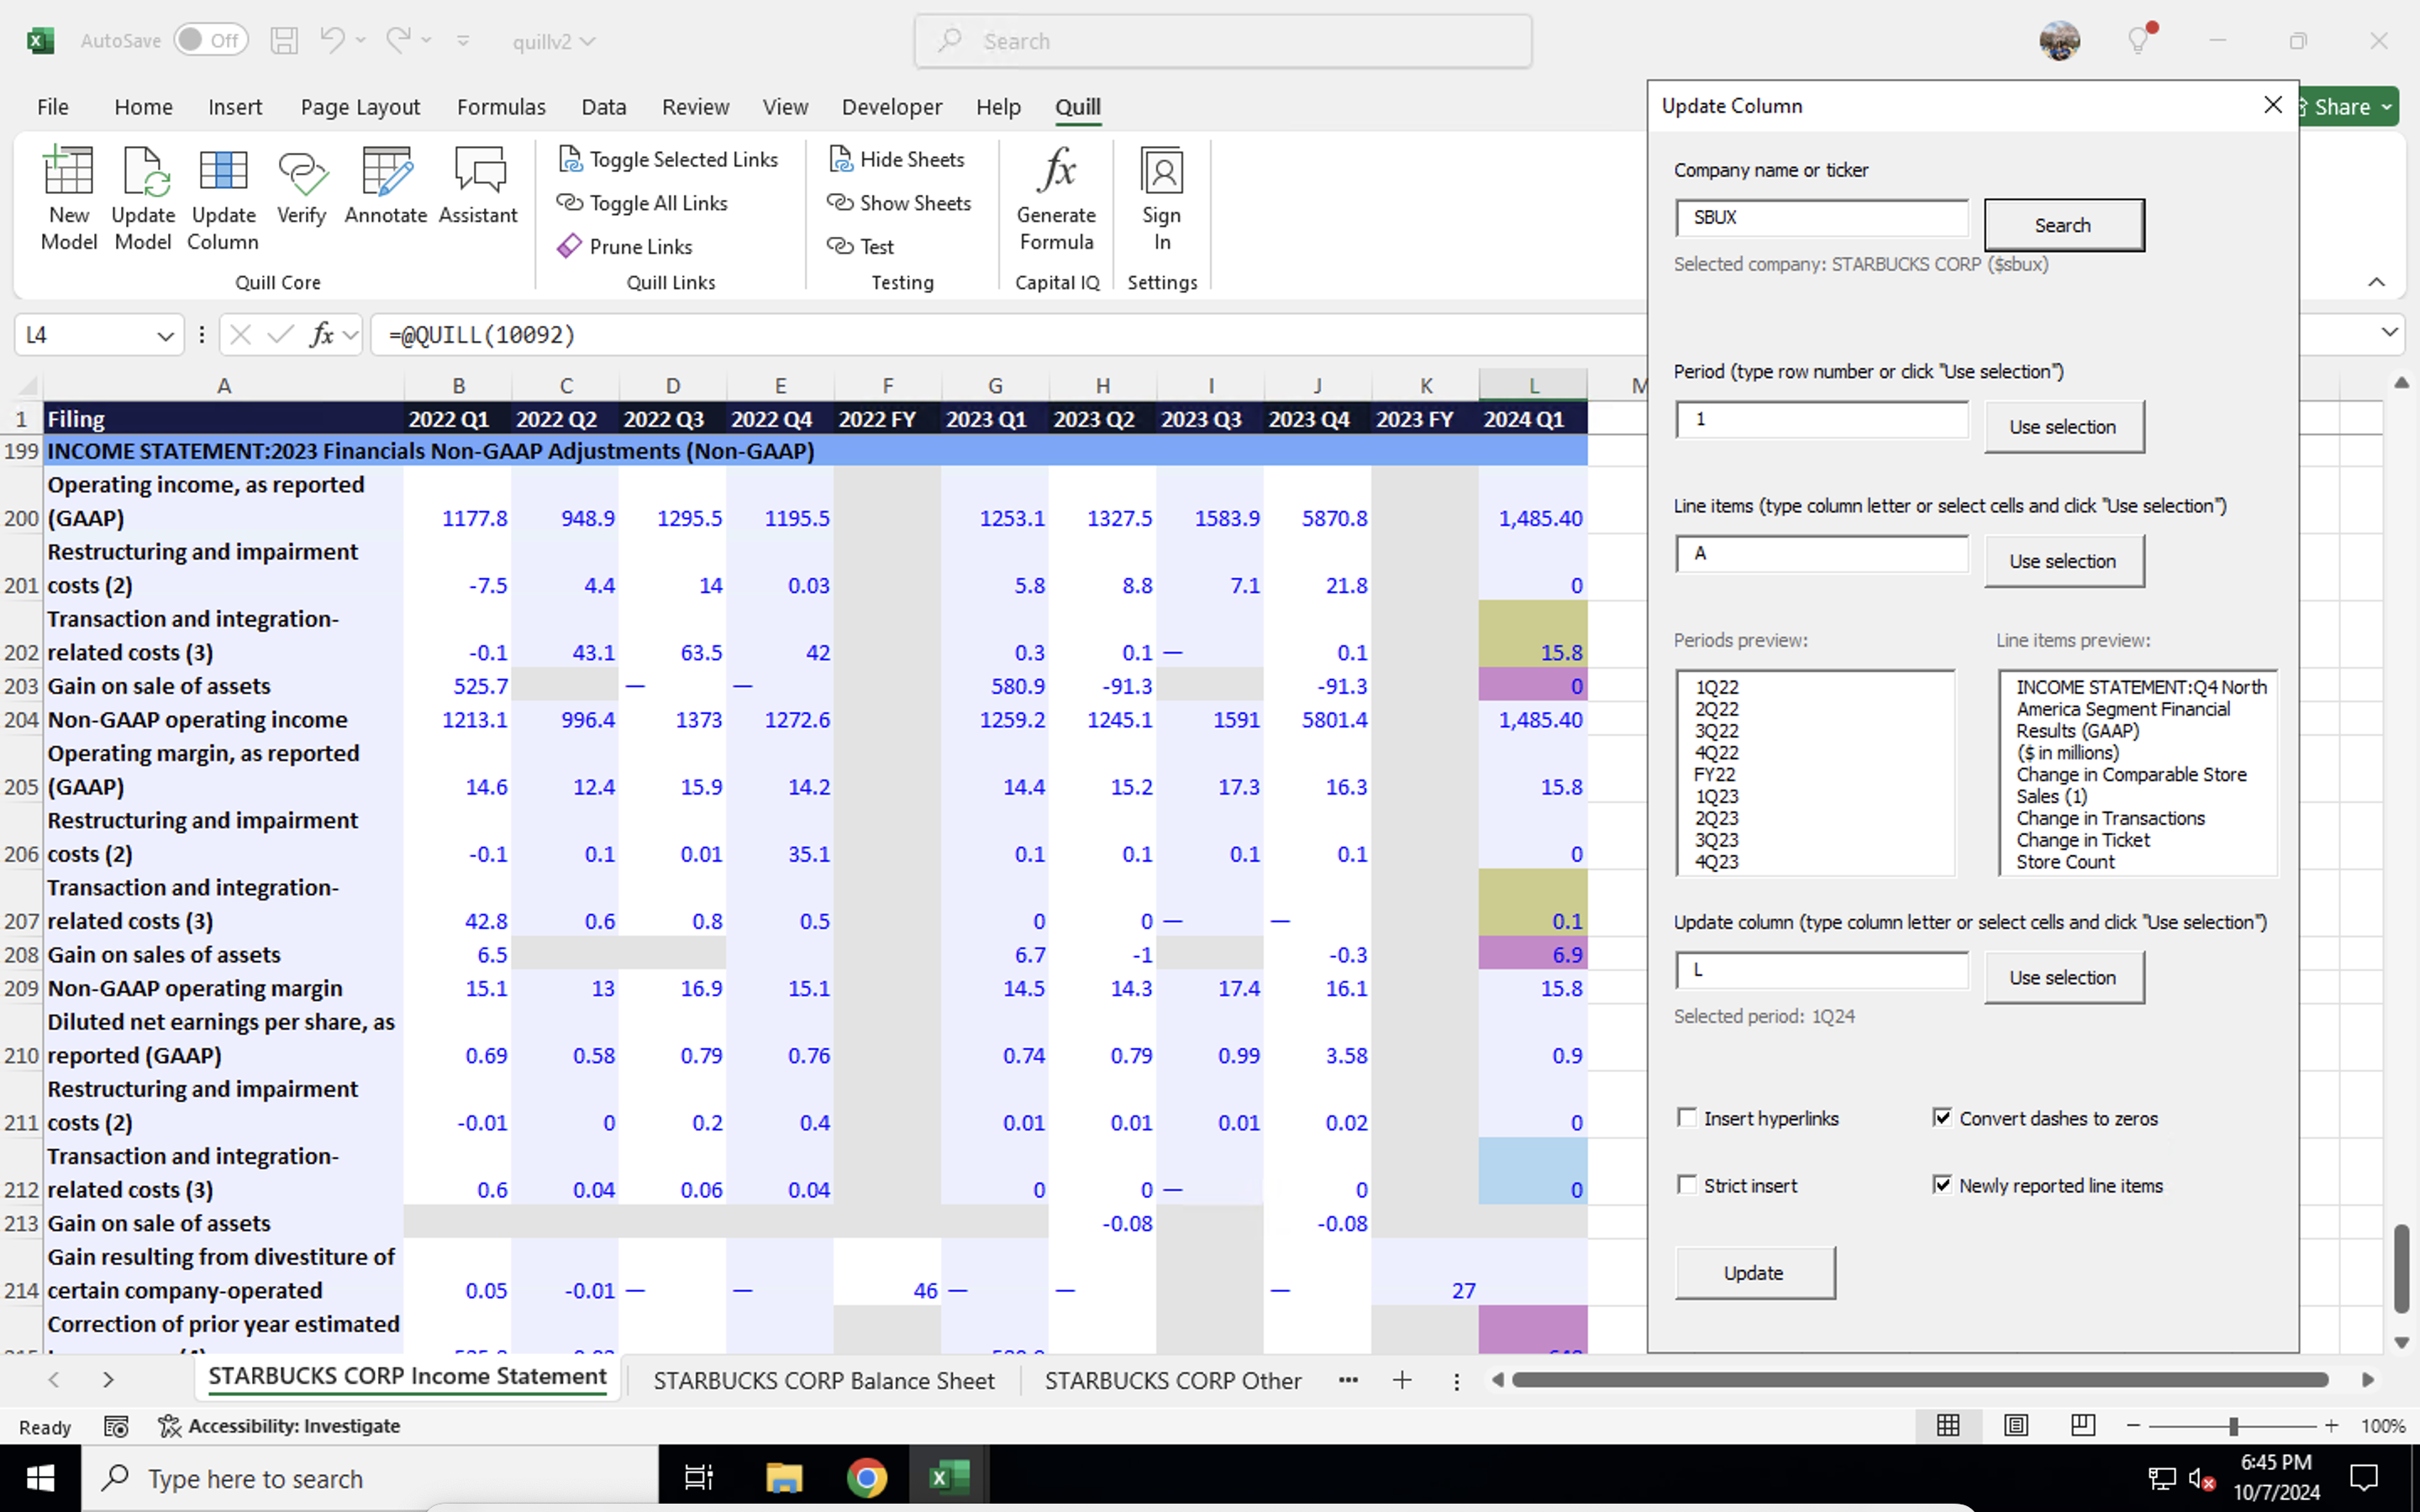 AutoSave Off quillv2 Search
File Home Insert Page Layout Formulas Data Review View Developer Help Quill Share
New Model
Update Model
Update Column
Verify
Annotate
Assistant
Quill Core
Toggle Selected Links
Toggle All Links
Prune Links
Quill Links
Hide Sheets
Show Sheets
Test
Testing
Generate Formula
Capital IQ
Sign In
Settings
L4 fx =@QUILL(10092)
A B C D E F G H I J K L M
1 Filing 2022 Q1 2022 Q2 2022 Q3 2022 Q4 2022 FY 2023 Q1 2023 Q2 2023 Q3 2023 Q4 2023 FY 2024 Q1
199 INCOME STATEMENT:2023 Financials Non-GAAP Adjustments (Non-GAAP)
Operating income, as reported
200 (GAAP) 1177.8 948.9 1295.5 1195.5 1253.1 1327.5 1583.9 5870.8 1,485.40
Restructuring and impairment
201 costs (2) -7.5 4.4 14 0.03 5.8 8.8 7.1 21.8 0
Transaction and integration-
202 related costs (3) -0.1 43.1 63.5 42 0.3 0.1 — 0.1 15.8
203 Gain on sale of assets 525.7 — — 580.9 -91.3 -91.3 0
204 Non-GAAP operating income 1213.1 996.4 1373 1272.6 1259.2 1245.1 1591 5801.4 1,485.40
Operating margin, as reported
205 (GAAP) 14.6 12.4 15.9 14.2 14.4 15.2 17.3 16.3 15.8
Restructuring and impairment
206 costs (2) -0.1 0.1 0.01 35.1 0.1 0.1 0.1 0.1 0
Transaction and integration-
207 related costs (3) 42.8 0.6 0.8 0.5 0 0 — — 0.1
208 Gain on sales of assets 6.5 6.7 -1 -0.3 6.9
209 Non-GAAP operating margin 15.1 13 16.9 15.1 14.5 14.3 17.4 16.1 15.8
Diluted net earnings per share, as
210 reported (GAAP) 0.69 0.58 0.79 0.76 0.74 0.79 0.99 3.58 0.9
Restructuring and impairment
211 costs (2) -0.01 0 0.2 0.4 0.01 0.01 0.01 0.02 0
Transaction and integration-
212 related costs (3) 0.6 0.04 0.06 0.04 0 0 — 0 0
213 Gain on sale of assets -0.08 -0.08
Gain resulting from divestiture of
214 certain company-operated 0.05 -0.01 — — 46 — — — 27
Correction of prior year estimated
Update Column
Company name or ticker
SBUX Search
Selected company: STARBUCKS CORP ($sbux)
Period (type row number or click "Use selection")
1 Use selection
Line items (type column letter or select cells and click "Use selection")
A Use selection
Periods preview:
1Q22
2Q22
3Q22
4Q22
FY22
1Q23
2Q23
3Q23
4Q23
Line items preview:
INCOME STATEMENT:Q4 North
America Segment Financial
Results (GAAP)
($ in millions)
Change in Comparable Store
Sales (1)
Change in Transactions
Change in Ticket
Store Count
Update column (type column letter or select cells and click "Use selection")
L Use selection
Selected period: 1Q24
Insert hyperlinks Convert dashes to zeros
Strict insert Newly reported line items
Update
STARBUCKS CORP Income Statement STARBUCKS CORP Balance Sheet STARBUCKS CORP Other
Ready Accessibility: Investigate 100%
Type here to search
6:45 PM
10/7/2024